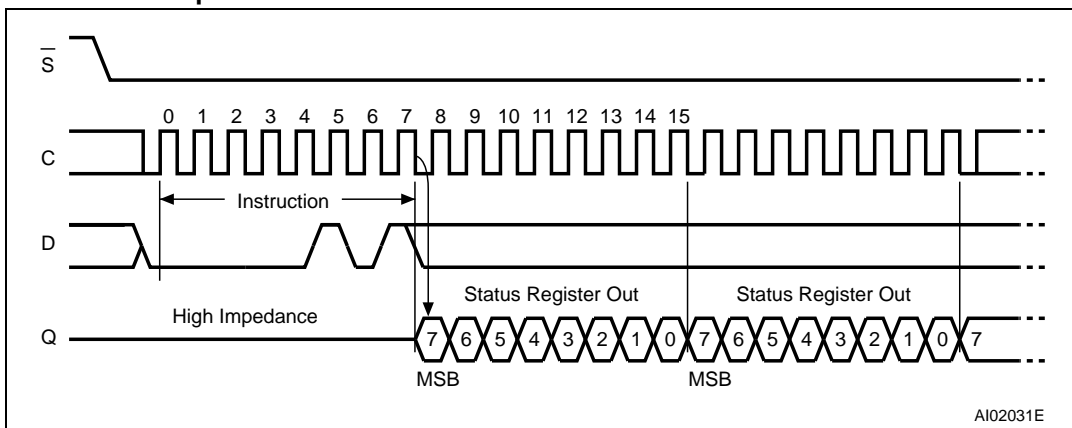 S
0 1 2 3 4 5 6 7 8 9 10 11 12 13 14 15
C
Instruction
D
Status Register Out Status Register Out
High Impedance
Q
7 6 5 4 3 2 1 0 7 6 5 4 3 2 1 0 7
MSB MSB
AI02031E